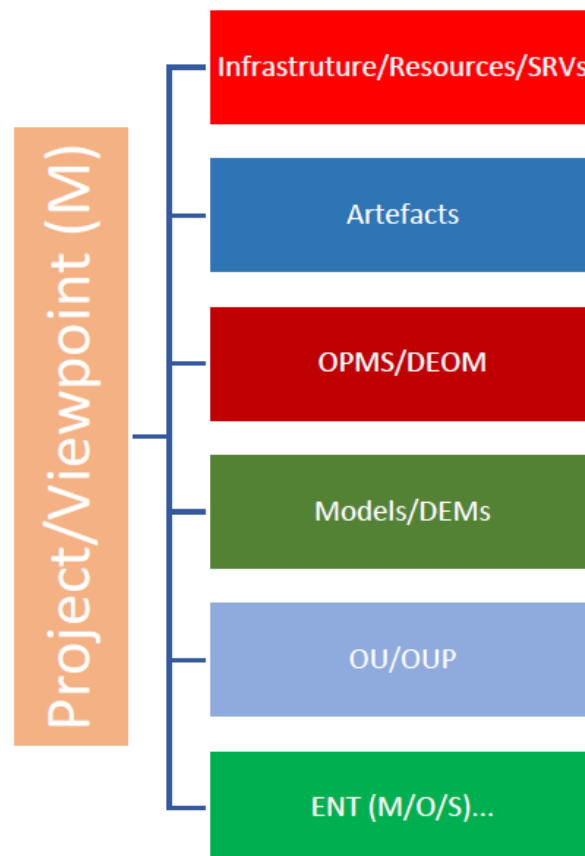 Project/Viewpoint (M)
Infrastruture/Resources/SRVs
Artefacts
OPMS/DEOM
Models/DEMs
OU/OUP
ENT (M/O/S)...